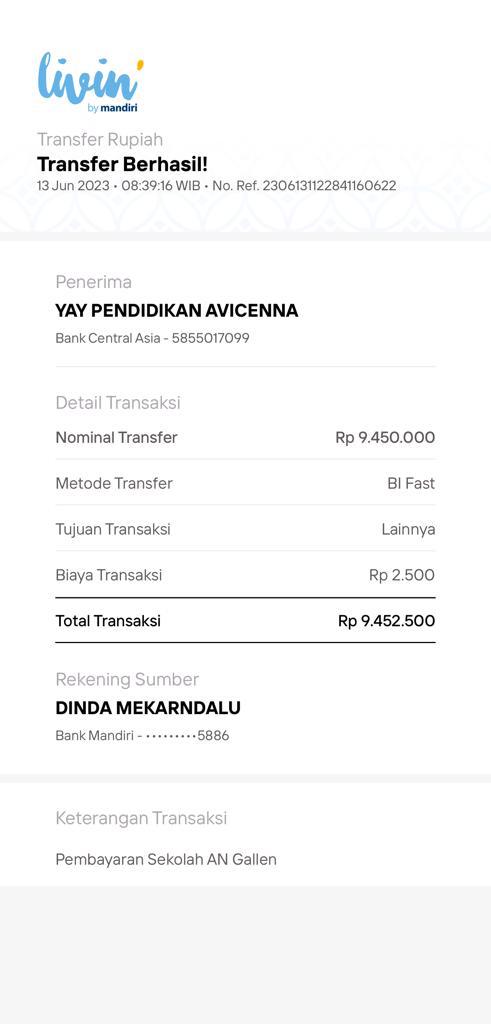 livin'
by mandiri
Transfer Rupiah
Transfer Berhasil!
13 Jun 2023 • 08:39:16 WIB • No. Ref. 2306131122841160622
Penerima
YAY PENDIDIKAN AVICENNA
Bank Central Asia - 5855017099
Detail Transaksi
Nominal Transfer Rp 9.450.000
Metode Transfer BI Fast
Tujuan Transaksi Lainnya
Biaya Transaksi Rp 2.500
Total Transaksi Rp 9.452.500
Rekening Sumber
DINDA MEKARNDALU
Bank Mandiri - •••••••••5886
Keterangan Transaksi
Pembayaran Sekolah AN Gallen